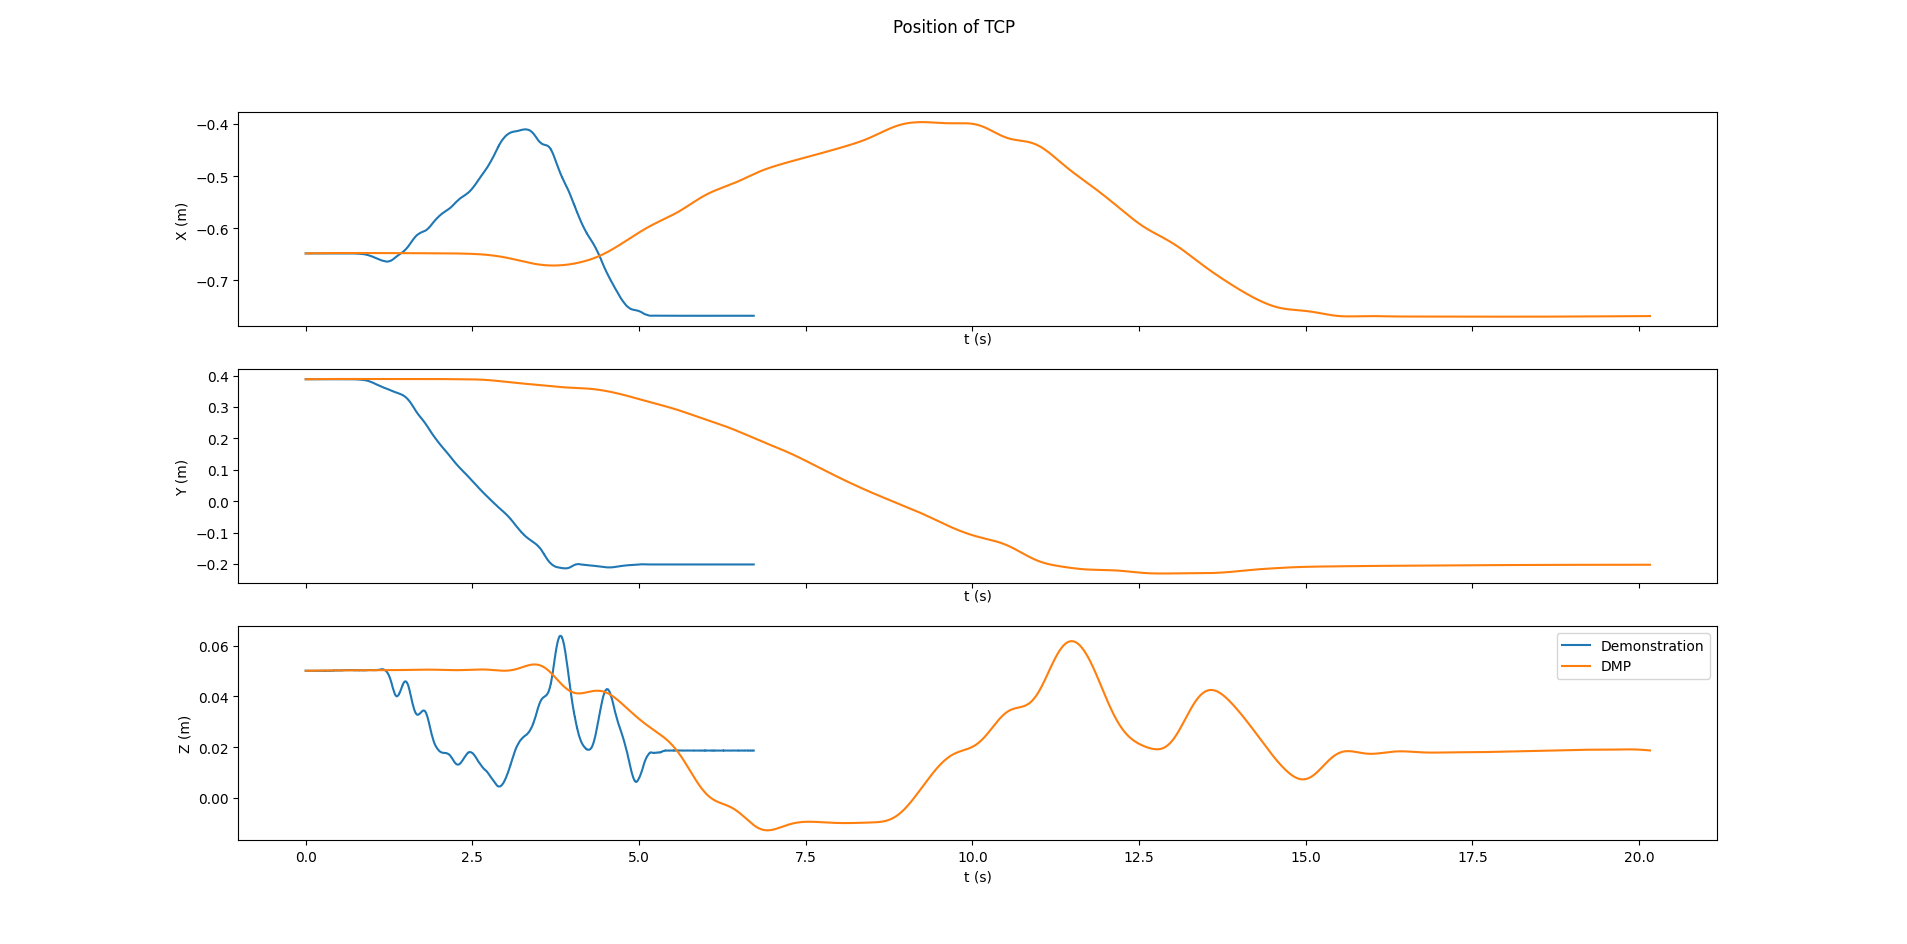 Position of TCP
−0.4
−0.5
−0.6
−0.7
X (m)
t (s)
0.4
0.3
0.2
0.1
0.0
−0.1
−0.2
Y (m)
t (s)
0.06
0.04
0.02
0.00
Z (m)
Demonstration
DMP
0.0 2.5 5.0 7.5 10.0 12.5 15.0 17.5 20.0
t (s)